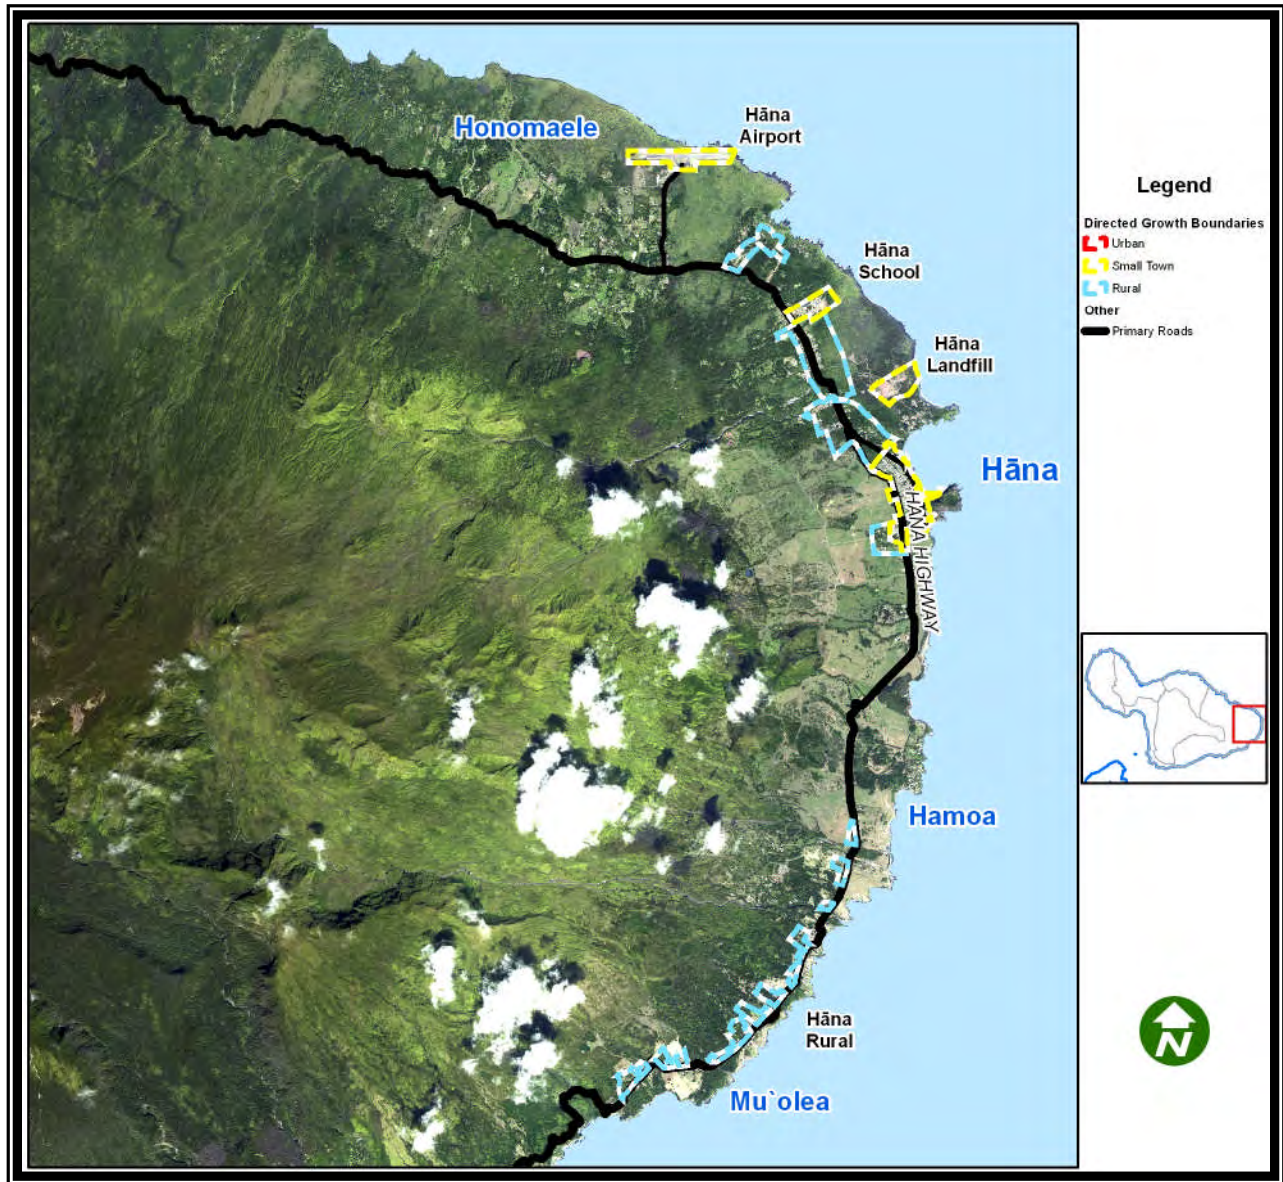 Honomaele
Hāna
Airport
Hāna
School
Hāna
Landfill
Hāna
HĀNA HIGHWAY
Hamoa
Hāna
Rural
Mu`olea
Legend
Directed Growth Boundaries
Urban
Small Town
Rural
Other
Primary Roads
N